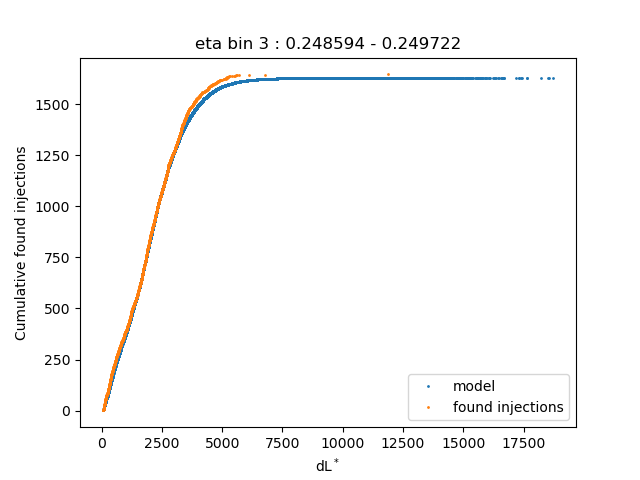 eta bin 3 : 0.248594 - 0.249722
Cumulative found injections
1500
1250
1000
750
500
250
0
0 2500 5000 7500 10000 12500 15000 17500
dL*
model
found injections